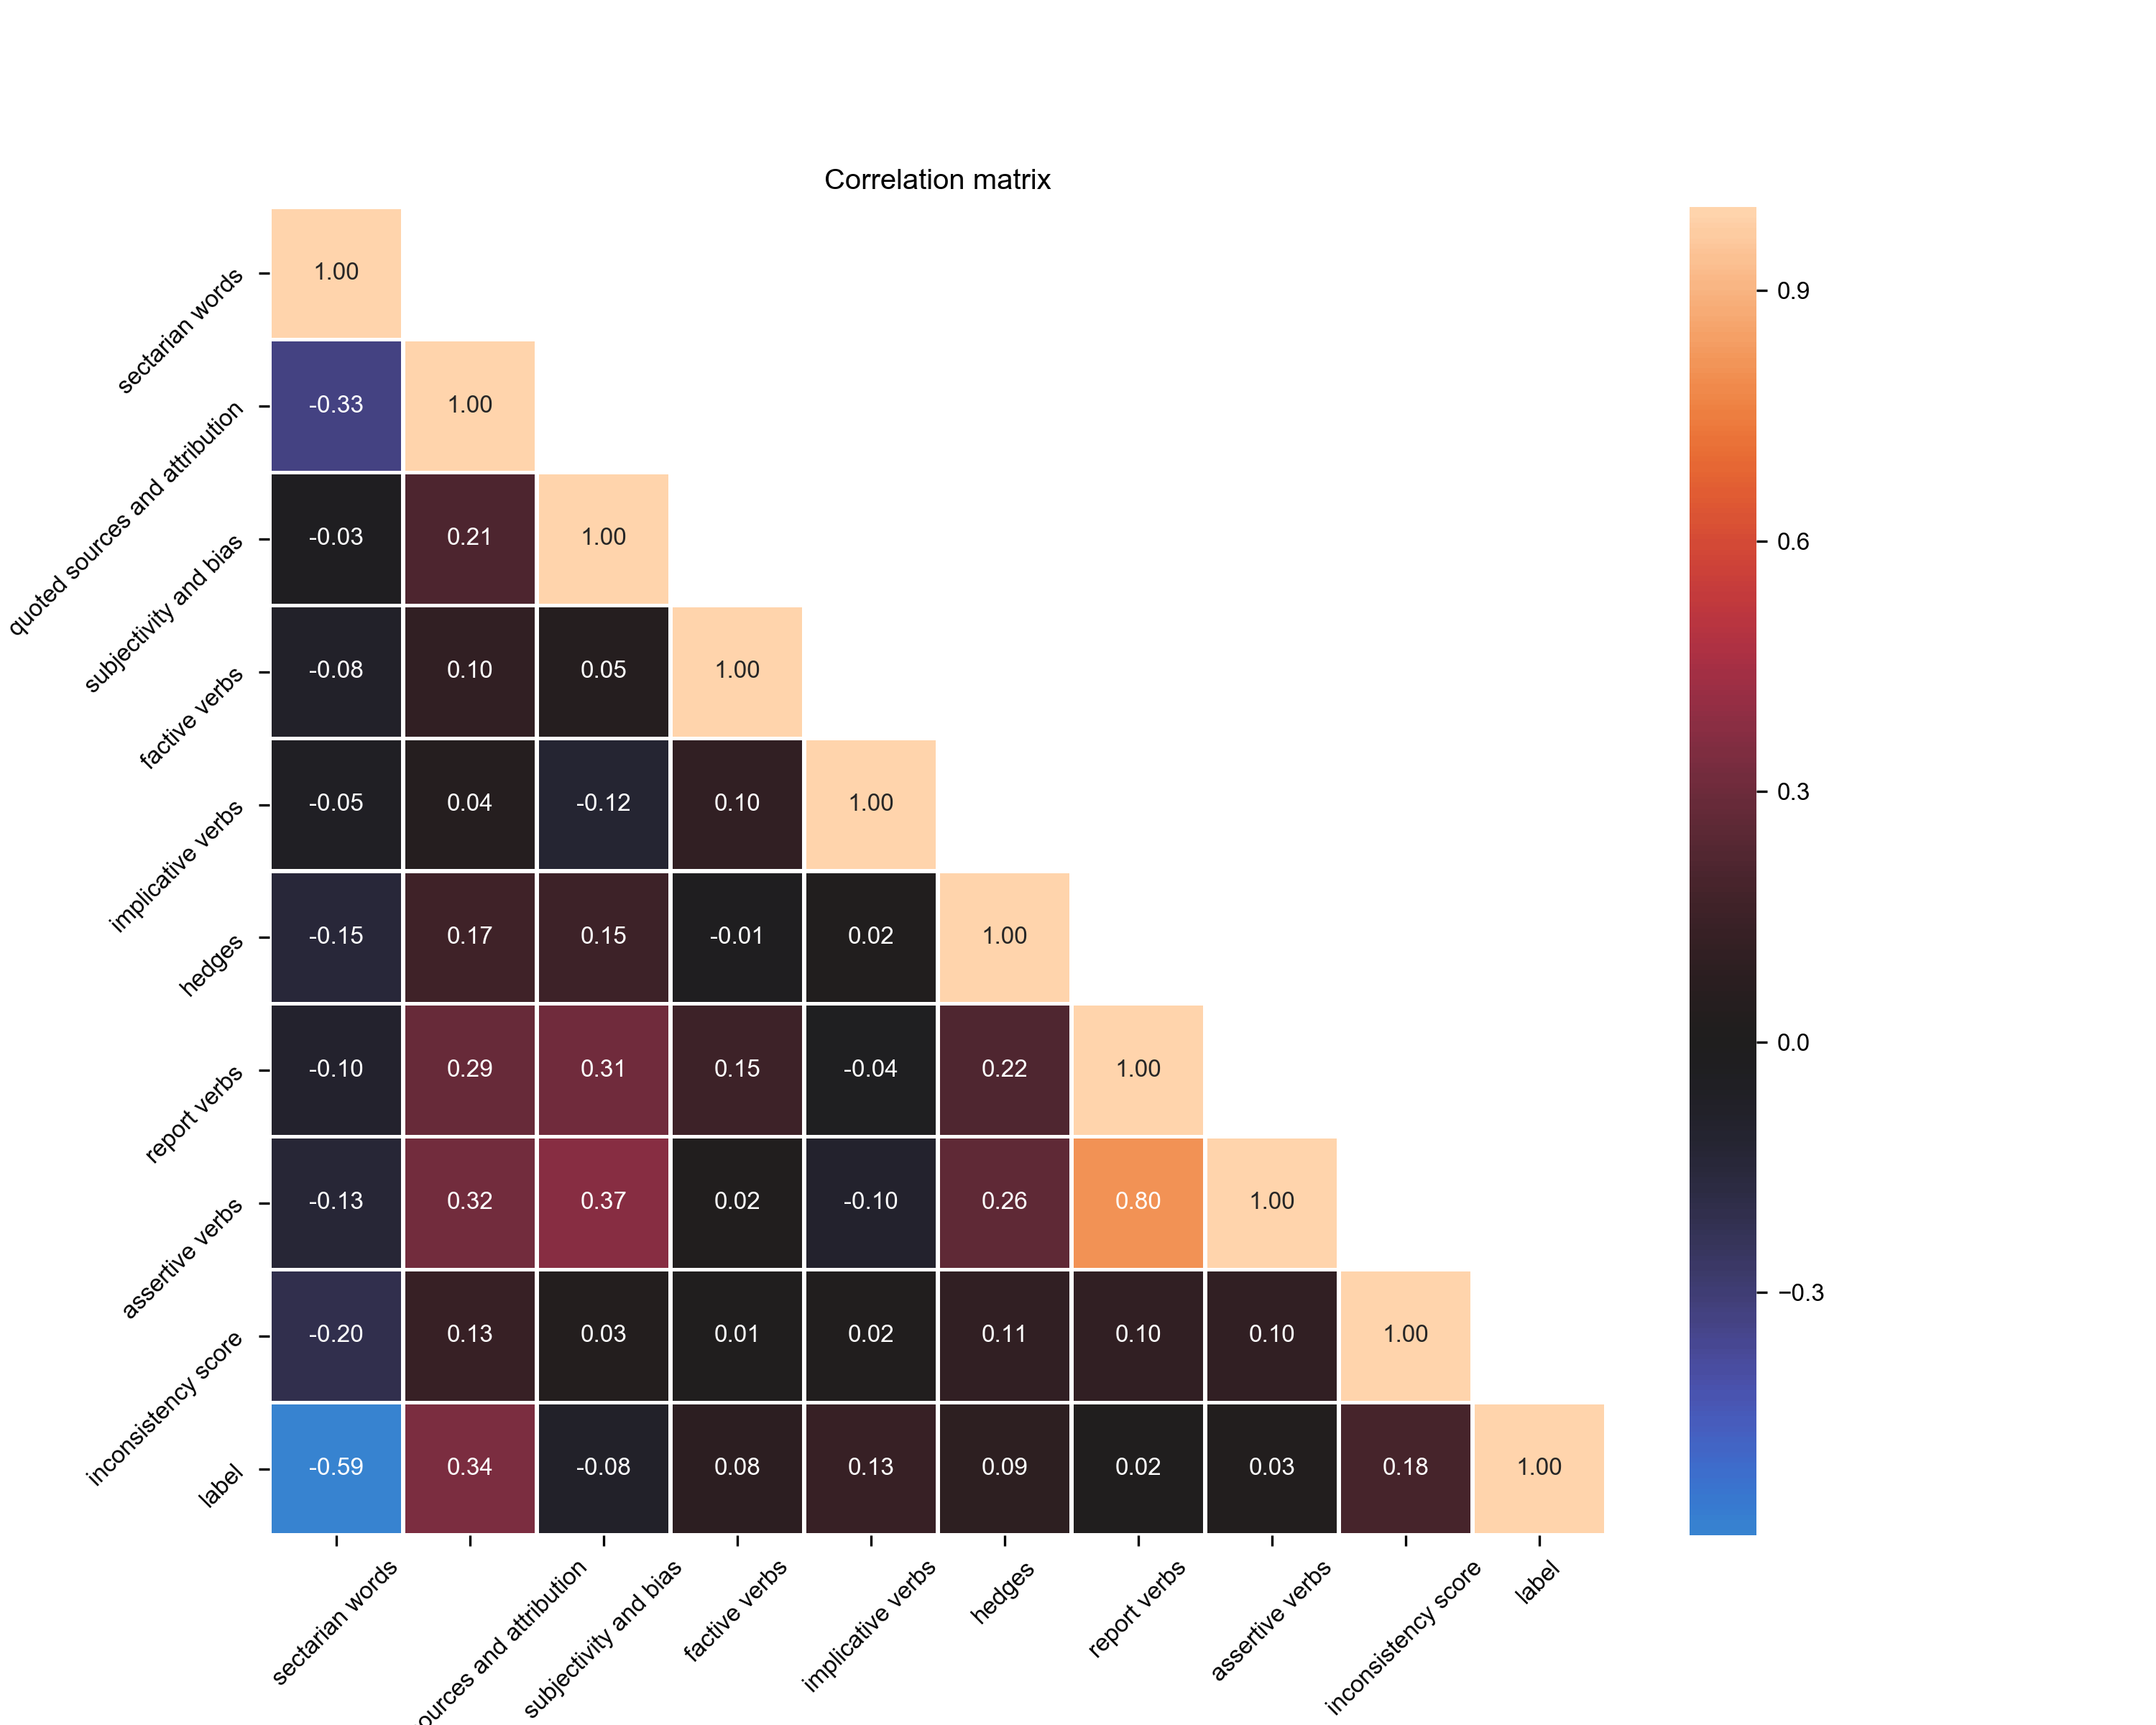 Correlation matrix
sectarian words 1.00
quoted sources and attribution -0.33 1.00
subjectivity and bias -0.03 0.21 1.00
factive verbs -0.08 0.10 0.05 1.00
implicative verbs -0.05 0.04 -0.12 0.10 1.00
hedges -0.15 0.17 0.15 -0.01 0.02 1.00
report verbs -0.10 0.29 0.31 0.15 -0.04 0.22 1.00
assertive verbs -0.13 0.32 0.37 0.02 -0.10 0.26 0.80 1.00
inconsistency score -0.20 0.13 0.03 0.01 0.02 0.11 0.10 0.10 1.00
label -0.59 0.34 -0.08 0.08 0.13 0.09 0.02 0.03 0.18 1.00
sectarian words
ources and attribution
subjectivity and bias
factive verbs
implicative verbs
hedges
report verbs
assertive verbs
inconsistency score
label
0.9
0.6
0.3
0.0
−0.3